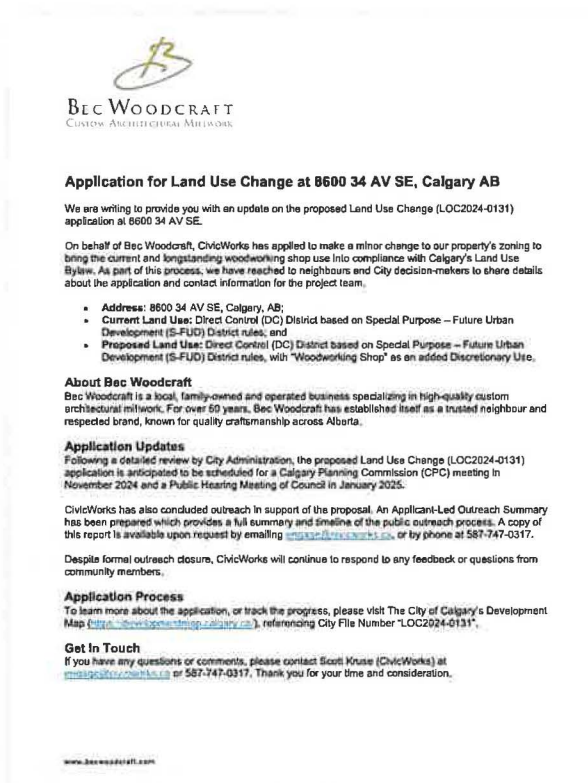 BEC WOODCRAFT
CUSTOM ARCHITECTURAL MILLWORK
Application for Land Use Change at 8600 34 AV SE, Calgary AB
We are writing to provide you with an update on the proposed Land Use Change (LOC2024-0131)
application at 8600 34 AV SE.
On behalf of Bec Woodcraft, CivicWorks has applied to make a minor change to our property's zoning to
bring the current and longstanding woodworking shop use into compliance with Calgary's Land Use
Bylaw. As part of this process, we have reached to neighbours and City decision-makers to share details
about the application and contact information for the project team.
• Address: 8600 34 AV SE, Calgary, AB;
• Current Land Use: Direct Control (DC) District based on Special Purpose – Future Urban
Development (S-FUD) District rules; and
• Proposed Land Use: Direct Control (DC) District based on Special Purpose – Future Urban
Development (S-FUD) District rules, with "Woodworking Shop" as an added Discretionary Use.
About Bec Woodcraft
Bec Woodcraft is a local, family-owned and operated business specializing in high-quality custom
architectural millwork. For over 60 years, Bec Woodcraft has established itself as a trusted neighbour and
respected brand, known for quality craftsmanship across Alberta.
Application Updates
Following a detailed review by City Administration, the proposed Land Use Change (LOC2024-0131)
application is anticipated to be scheduled for a Calgary Planning Commission (CPC) meeting in
November 2024 and a Public Hearing Meeting of Council in January 2025.
CivicWorks has also concluded outreach in support of the proposal. An Applicant-Led Outreach Summary
has been prepared which provides a full summary and timeline of the public outreach process. A copy of
this report is available upon request by emailing engage@civicworks.ca, or by phone at 587-747-0317.
Despite formal outreach closure, CivicWorks will continue to respond to any feedback or questions from
community members.
Application Process
To learn more about the application, or track the progress, please visit The City of Calgary's Development
Map (https://developmentmap.calgary.ca/), referencing City File Number "LOC2024-0131".
Get In Touch
If you have any questions or comments, please contact Scott Kruse (CivicWorks) at
engage@civicworks.ca or 587-747-0317. Thank you for your time and consideration.
www.becwoodcraft.com